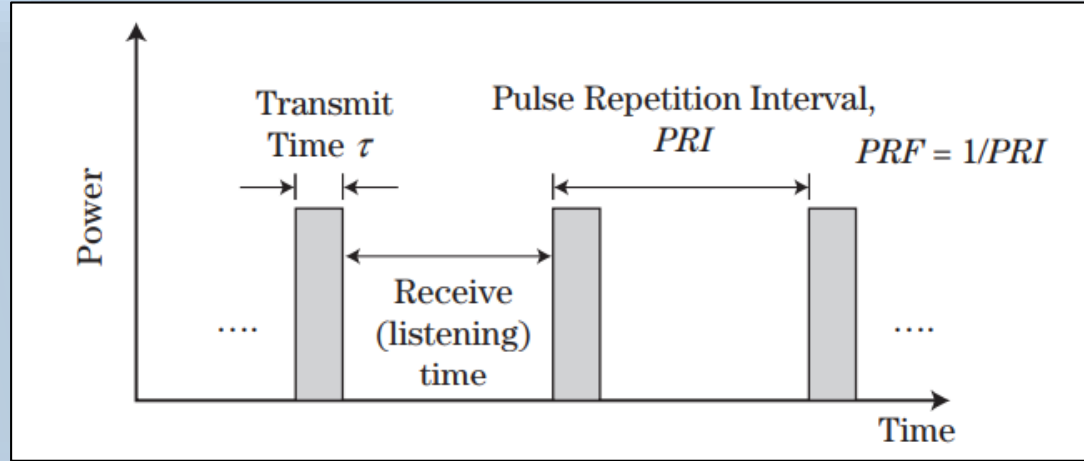 Transmit
Time τ
Pulse Repetition Interval,
PRI
PRF = 1/PRI
Power
Receive
(listening)
time
....
....
Time